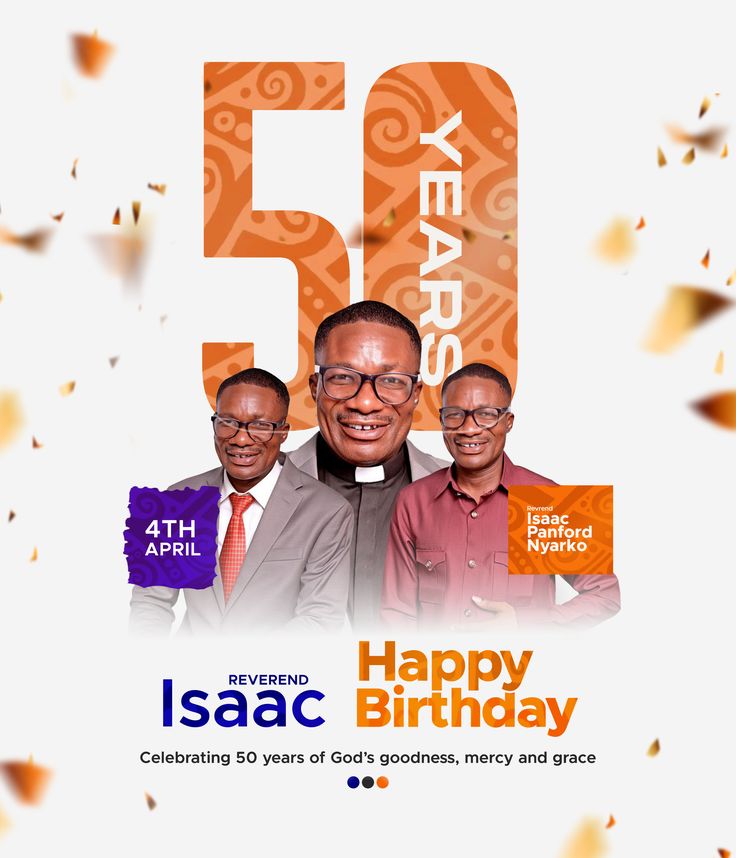 50
YEARS
4TH
APRIL
Revrend
Isaac
Panford
Nyarko
REVEREND
Isaac
Happy
Birthday
Celebrating 50 years of God's goodness, mercy and grace